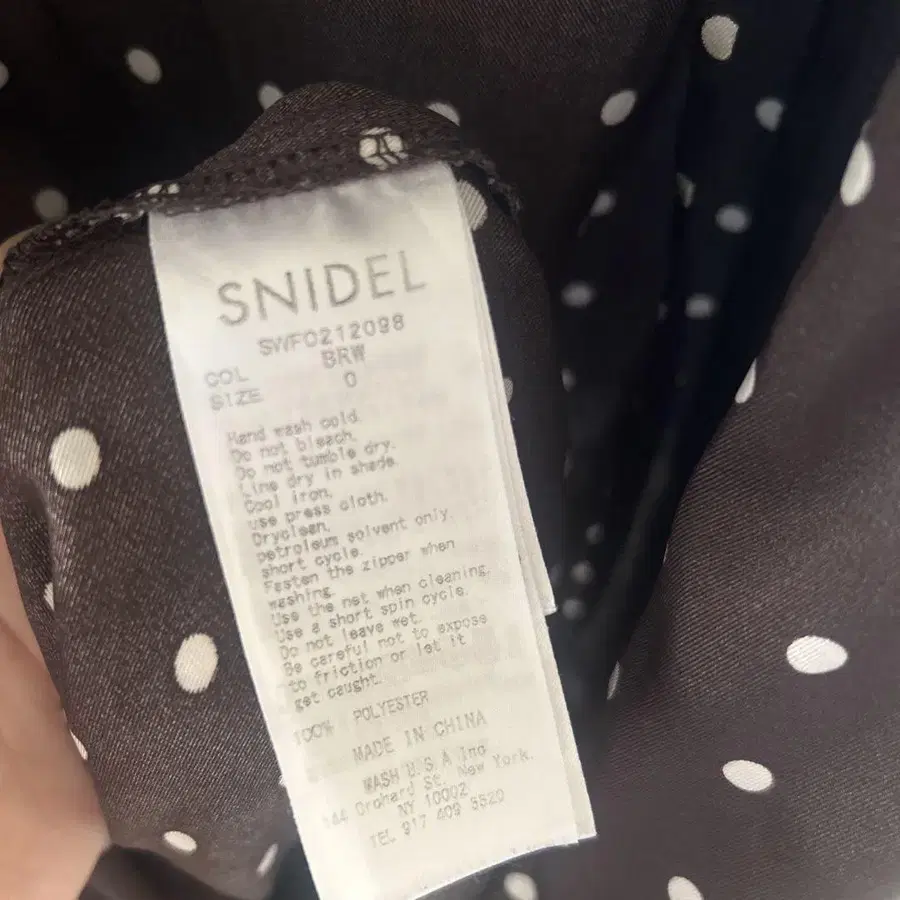 SNIDEL
SWFO212098
COL BRW
SIZE 0
Hand wash cold.
Do not bleach.
Do not tumble dry.
Line dry in shade.
Cool iron.
use press cloth.
Dryclean.
petroleum solvent only.
short cycle.
Fasten the zipper when
washing.
Use the net when cleaning.
Use a short spin cycle.
Do not leave wet.
Be careful not to expose
to friction or let it
get caught.
100% POLYESTER
MADE IN CHINA
MASH U.S.A Inc
144 Orchard St. New York.
NY 10002
TEL 917 409 5520